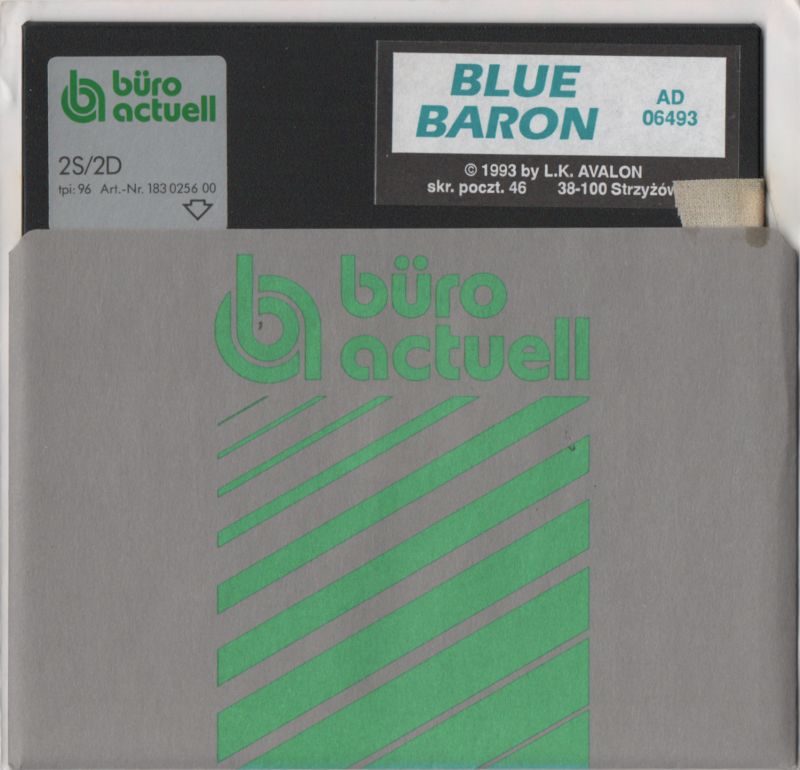 büro
actuell
2S/2D
tpi: 96 Art.-Nr. 183 0256 00
BLUE
BARON
AD
06493
© 1993 by L.K. AVALON
skr. poczt. 46 38-100 Strzyżów
büro
actuell